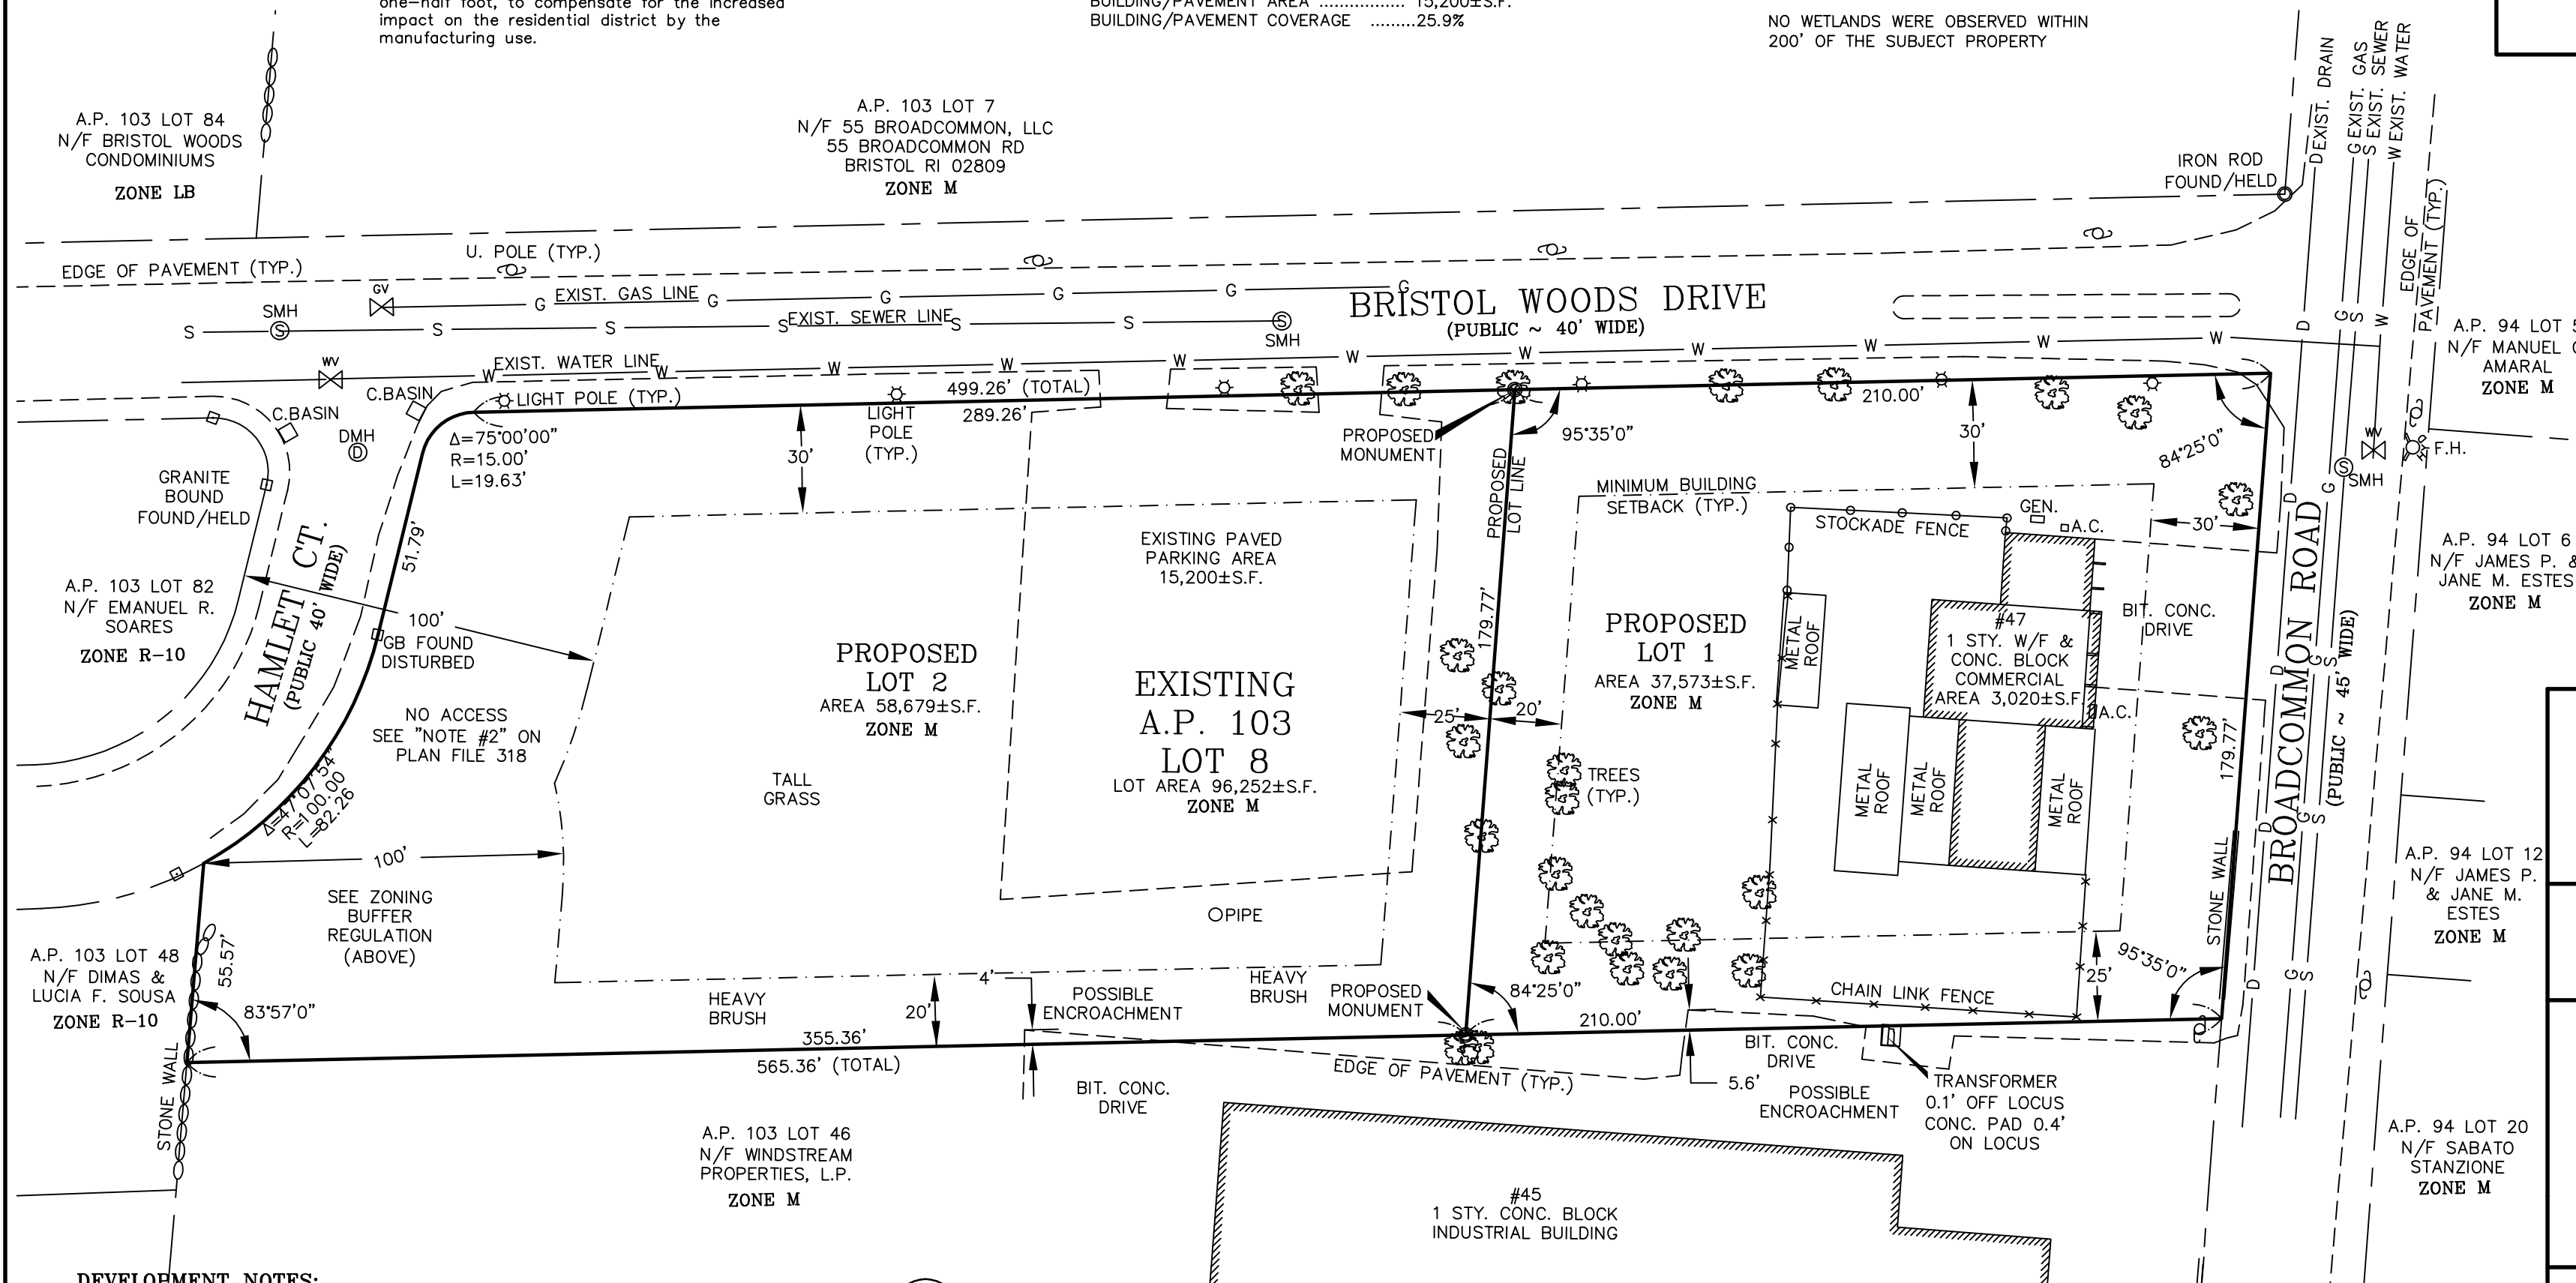 one-half foot, to compensate for the increased
impact on the residential district by the
manufacturing use.
BUILDING/PAVEMENT AREA ................. 15,200±S.F.
BUILDING/PAVEMENT COVERAGE .........25.9%
NO WETLANDS WERE OBSERVED WITHIN
200' OF THE SUBJECT PROPERTY
A.P. 103 LOT 84
N/F BRISTOL WOODS
CONDOMINIUMS
ZONE LB
A.P. 103 LOT 7
N/F 55 BROADCOMMON, LLC
55 BROADCOMMON RD
BRISTOL RI 02809
ZONE M
IRON ROD
FOUND/HELD
D EXIST. DRAIN
G EXIST. GAS
S EXIST. SEWER
W EXIST. WATER
EDGE OF
PAVEMENT (TYP.)
U. POLE (TYP.)
EDGE OF PAVEMENT (TYP.)
GV
G EXIST. GAS LINE G G G G G
SMH
S S S S EXIST. SEWER LINE S S S
SMH
BRISTOL WOODS DRIVE
(PUBLIC ~ 40' WIDE)
WV
EXIST. WATER LINE
W W W W W W W W W W W
C.BASIN
C.BASIN
LIGHT POLE (TYP.)
DMH
D
Δ=75°00'00"
R=15.00'
L=19.63'
499.26' (TOTAL)
289.26'
LIGHT
POLE
(TYP.)
30'
PROPOSED
MONUMENT
95°35'0"
210.00'
30'
84°25'0"
A.P. 94 LOT 5
N/F MANUEL
AMARAL
ZONE M
WV
F.H.
S
SMH
GRANITE
BOUND
FOUND/HELD
HAMLET CT.
(PUBLIC 40' WIDE)
51.79'
100'
GB FOUND
DISTURBED
A.P. 103 LOT 82
N/F EMANUEL R.
SOARES
ZONE R-10
NO ACCESS
SEE "NOTE #2" ON
PLAN FILE 318
Δ=47°07'54"
R=100.00
L=82.26
100'
SEE ZONING
BUFFER
REGULATION
(ABOVE)
EXISTING PAVED
PARKING AREA
15,200±S.F.
PROPOSED
LOT 2
AREA 58,679±S.F.
ZONE M
EXISTING
A.P. 103
LOT 8
LOT AREA 96,252±S.F.
ZONE M
TALL
GRASS
PIPE
PROPOSED
LOT LINE
179.77'
25'
20'
MINIMUM BUILDING
SETBACK (TYP.)
PROPOSED
LOT 1
AREA 37,573±S.F.
ZONE M
TREES
(TYP.)
STOCKADE FENCE
GEN.
A.C.
30'
METAL
ROOF
#47
1 STY. W/F &
CONC. BLOCK
COMMERCIAL
AREA 3,020±S.F.
A.C.
BIT. CONC.
DRIVE
METAL
ROOF
METAL
ROOF
METAL
ROOF
179.77'
BROADCOMMON ROAD
(PUBLIC ~ 45' WIDE)
D D D D D D
G G G G G
S S S S S
W
A.P. 94 LOT 6
N/F JAMES P. &
JANE M. ESTES
ZONE M
A.P. 94 LOT 12
N/F JAMES P.
& JANE M.
ESTES
ZONE M
STONE WALL
95°35'0"
25'
CHAIN LINK FENCE
A.P. 103 LOT 48
N/F DIMAS &
LUCIA F. SOUSA
ZONE R-10
55.57'
83°57'0"
STONE WALL
HEAVY
BRUSH
20'
4'
POSSIBLE
ENCROACHMENT
HEAVY
BRUSH
PROPOSED
MONUMENT
84°25'0"
210.00'
355.36'
565.36' (TOTAL)
BIT. CONC.
DRIVE
EDGE OF PAVEMENT (TYP.)
BIT. CONC.
DRIVE
5.6'
POSSIBLE
ENCROACHMENT
TRANSFORMER
0.1' OFF LOCUS
CONC. PAD 0.4'
ON LOCUS
A.P. 103 LOT 46
N/F WINDSTREAM
PROPERTIES, L.P.
ZONE M
#45
1 STY. CONC. BLOCK
INDUSTRIAL BUILDING
A.P. 94 LOT 20
N/F SABATO
STANZIONE
ZONE M
DEVELOPMENT NOTES: